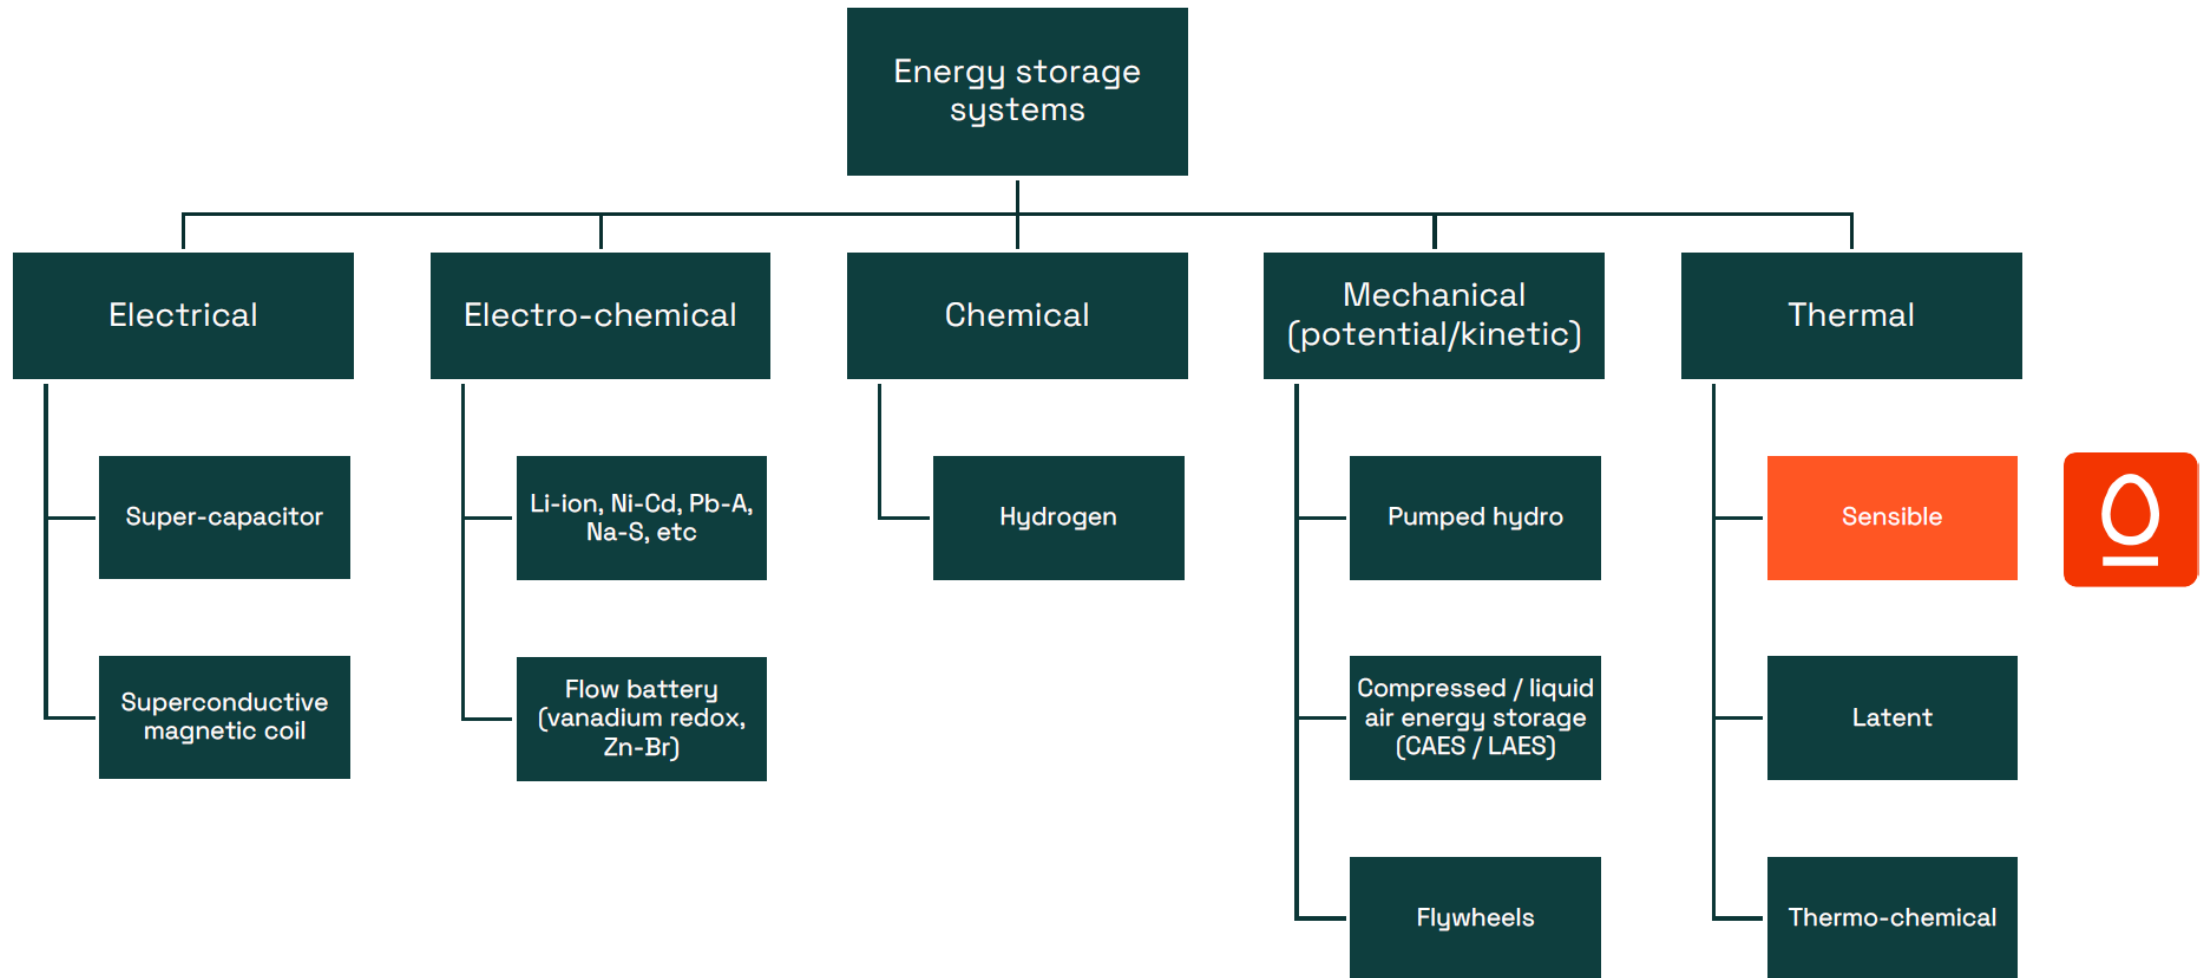 Energy storage
systems
Electrical
Electro-chemical
Chemical
Mechanical
(potential/kinetic)
Thermal
Super-capacitor
Li-ion, Ni-Cd, Pb-A,
Na-S, etc
Hydrogen
Pumped hydro
Sensible
Superconductive
magnetic coil
Flow battery
(vanadium redox,
Zn-Br)
Compressed / liquid
air energy storage
(CAES / LAES)
Latent
Flywheels
Thermo-chemical